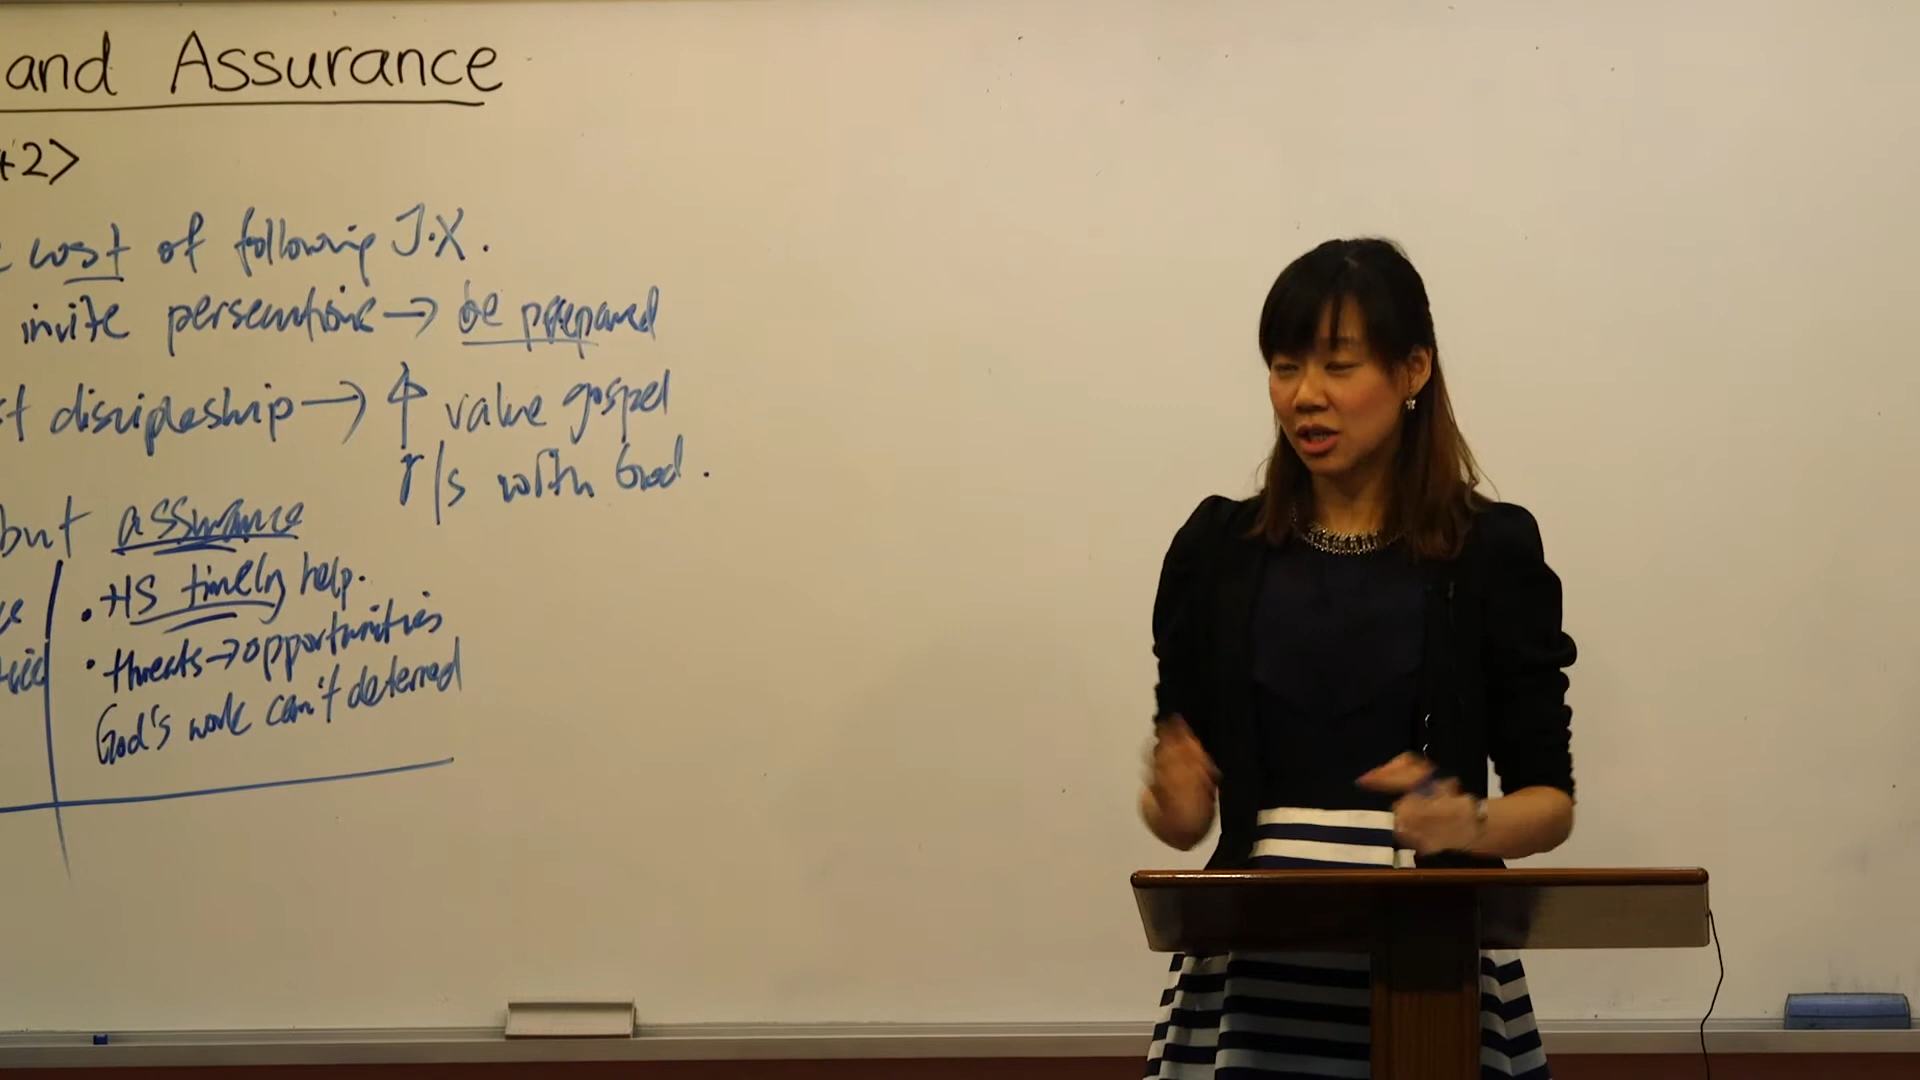 and Assurance
2>
cost of following J.X.
invite persecutions → be prepared
discipleship → ↑ value gospel
r/s with God.
but assurance
• HS timely help.
• threats → opportunities
God's work can't deterred